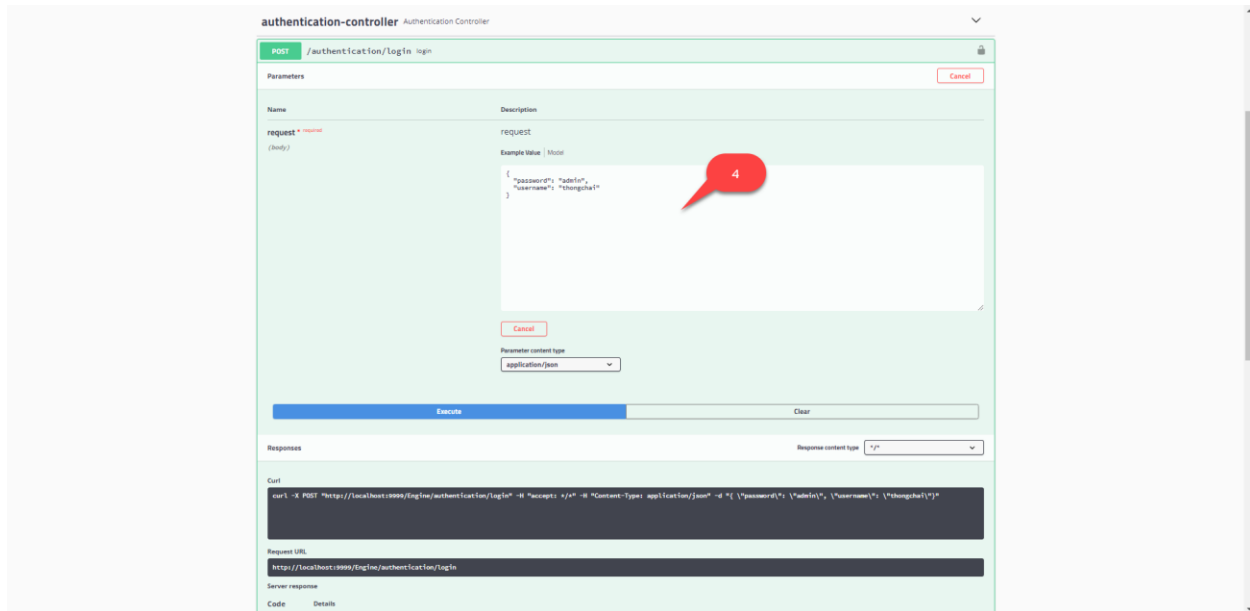 authentication-controller Authentication Controller
POST /authentication/login login
Parameters Cancel
Name Description
request * required request
(body)
Example Value | Model
{
"password": "admin",
"username": "thongchai"
}
4
Cancel
Parameter content type
application/json
Execute Clear
Responses Response content type */*
Curl
curl -X POST "http://localhost:9999/Engine/authentication/login" -H "accept: */*" -H "Content-Type: application/json" -d "{ \"password\": \"admin\", \"username\": \"thongchai\"}"
Request URL
http://localhost:9999/Engine/authentication/login
Server response
Code Details